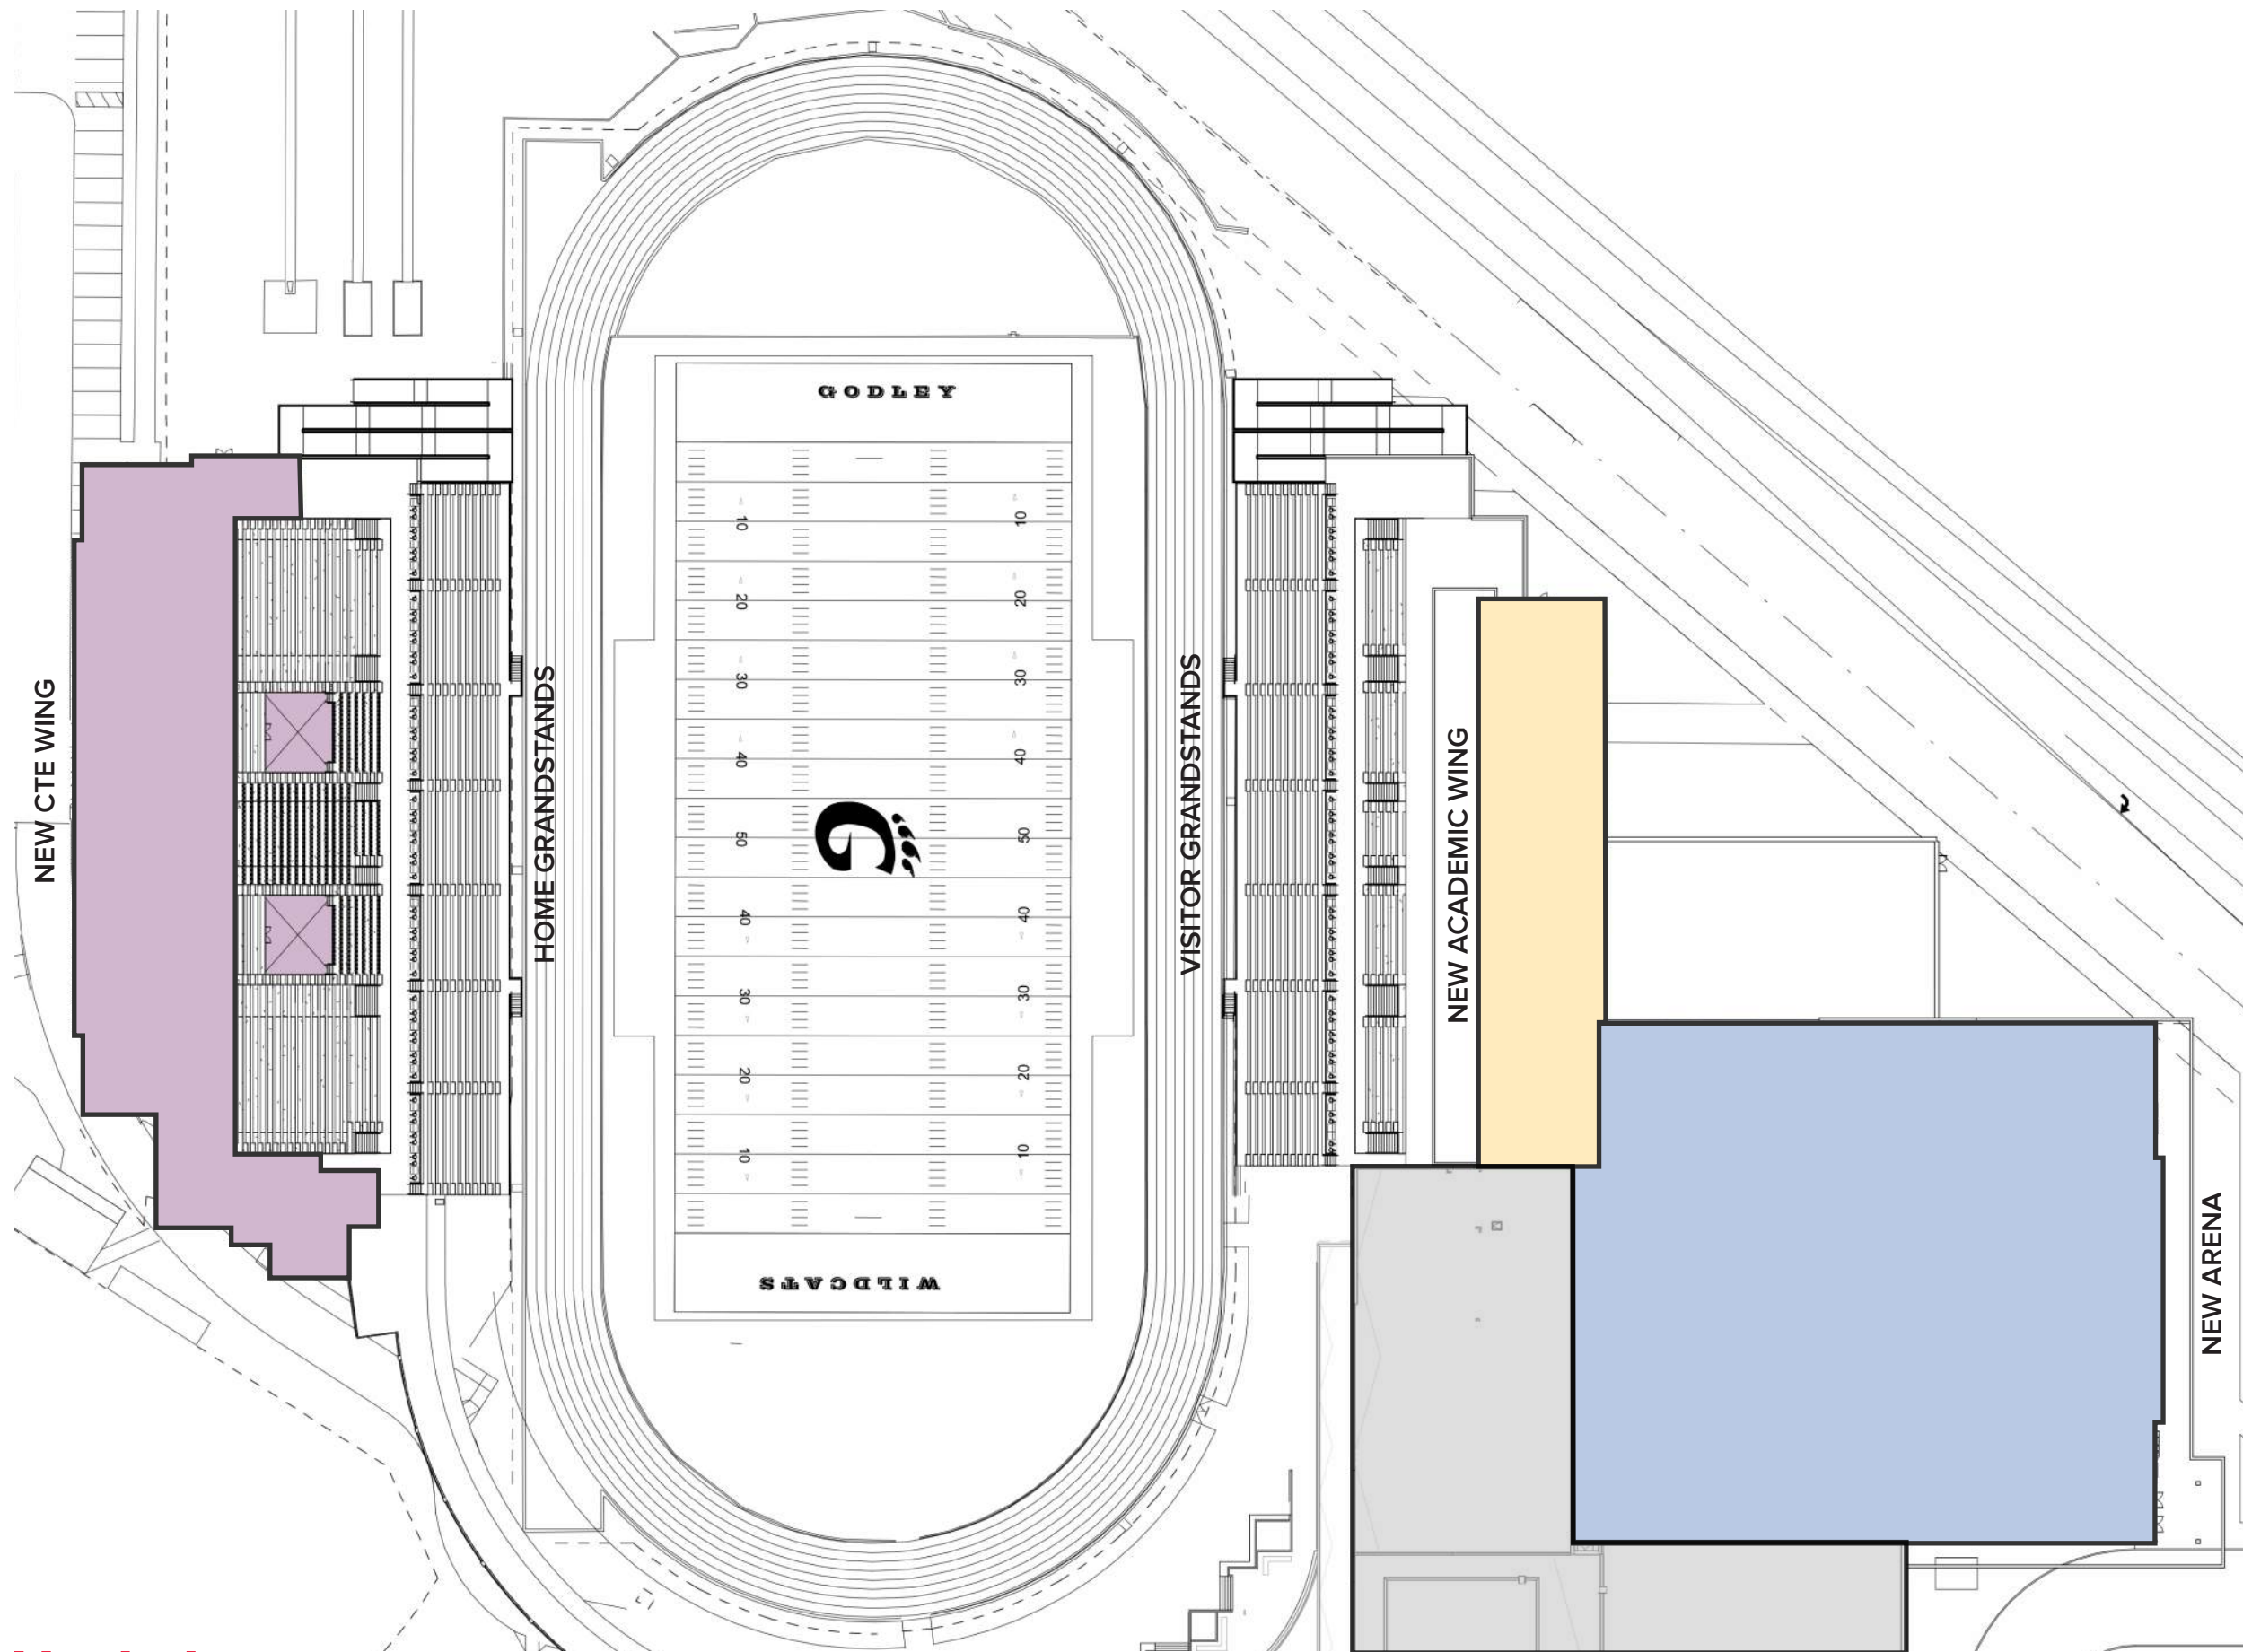 GODLEY
10 10
20 20
30 30
40 40
NEW CTE WING
HOME GRANDSTANDS
G
VISITOR GRANDSTANDS
NEW ACADEMIC WING
50 50
40 40
30 30
20 20
10 10
WILDCATS
NEW ARENA